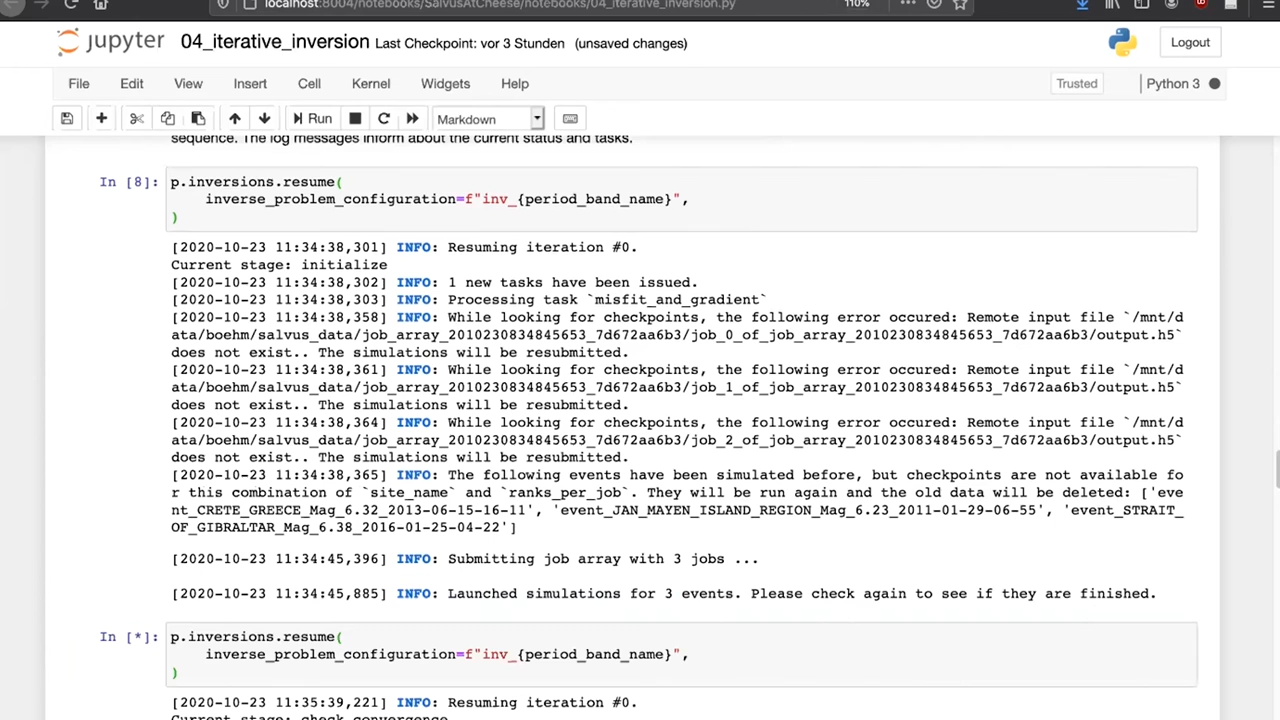 localhost:8004/notebooks/SalvusAtCheese/notebooks/04_iterative_inversion.py
110%
jupyter 04_iterative_inversion Last Checkpoint: vor 3 Stunden (unsaved changes)
Logout
File Edit View Insert Cell Kernel Widgets Help
Trusted
Python 3
Run
Markdown
sequence. The log messages inform about the current status and tasks.
In [8]: p.inversions.resume(
inverse_problem_configuration=f"inv_{period_band_name}",
)
[2020-10-23 11:34:38,301] INFO: Resuming iteration #0.
Current stage: initialize
[2020-10-23 11:34:38,302] INFO: 1 new tasks have been issued.
[2020-10-23 11:34:38,303] INFO: Processing task `misfit_and_gradient`
[2020-10-23 11:34:38,358] INFO: While looking for checkpoints, the following error occured: Remote input file `/mnt/d
ata/boehm/salvus_data/job_array_2010230834845653_7d672aa6b3/job_0_of_job_array_2010230834845653_7d672aa6b3/output.h5`
does not exist.. The simulations will be resubmitted.
[2020-10-23 11:34:38,361] INFO: While looking for checkpoints, the following error occured: Remote input file `/mnt/d
ata/boehm/salvus_data/job_array_2010230834845653_7d672aa6b3/job_1_of_job_array_2010230834845653_7d672aa6b3/output.h5`
does not exist.. The simulations will be resubmitted.
[2020-10-23 11:34:38,364] INFO: While looking for checkpoints, the following error occured: Remote input file `/mnt/d
ata/boehm/salvus_data/job_array_2010230834845653_7d672aa6b3/job_2_of_job_array_2010230834845653_7d672aa6b3/output.h5`
does not exist.. The simulations will be resubmitted.
[2020-10-23 11:34:38,365] INFO: The following events have been simulated before, but checkpoints are not available fo
r this combination of `site_name` and `ranks_per_job`. They will be run again and the old data will be deleted: ['eve
nt_CRETE_GREECE_Mag_6.32_2013-06-15-16-11', 'event_JAN_MAYEN_ISLAND_REGION_Mag_6.23_2011-01-29-06-55', 'event_STRAIT_
OF_GIBRALTAR_Mag_6.38_2016-01-25-04-22']
[2020-10-23 11:34:45,396] INFO: Submitting job array with 3 jobs ...
[2020-10-23 11:34:45,885] INFO: Launched simulations for 3 events. Please check again to see if they are finished.
In [*]: p.inversions.resume(
inverse_problem_configuration=f"inv_{period_band_name}",
)
[2020-10-23 11:35:39,221] INFO: Resuming iteration #0.
Current stage: check convergence